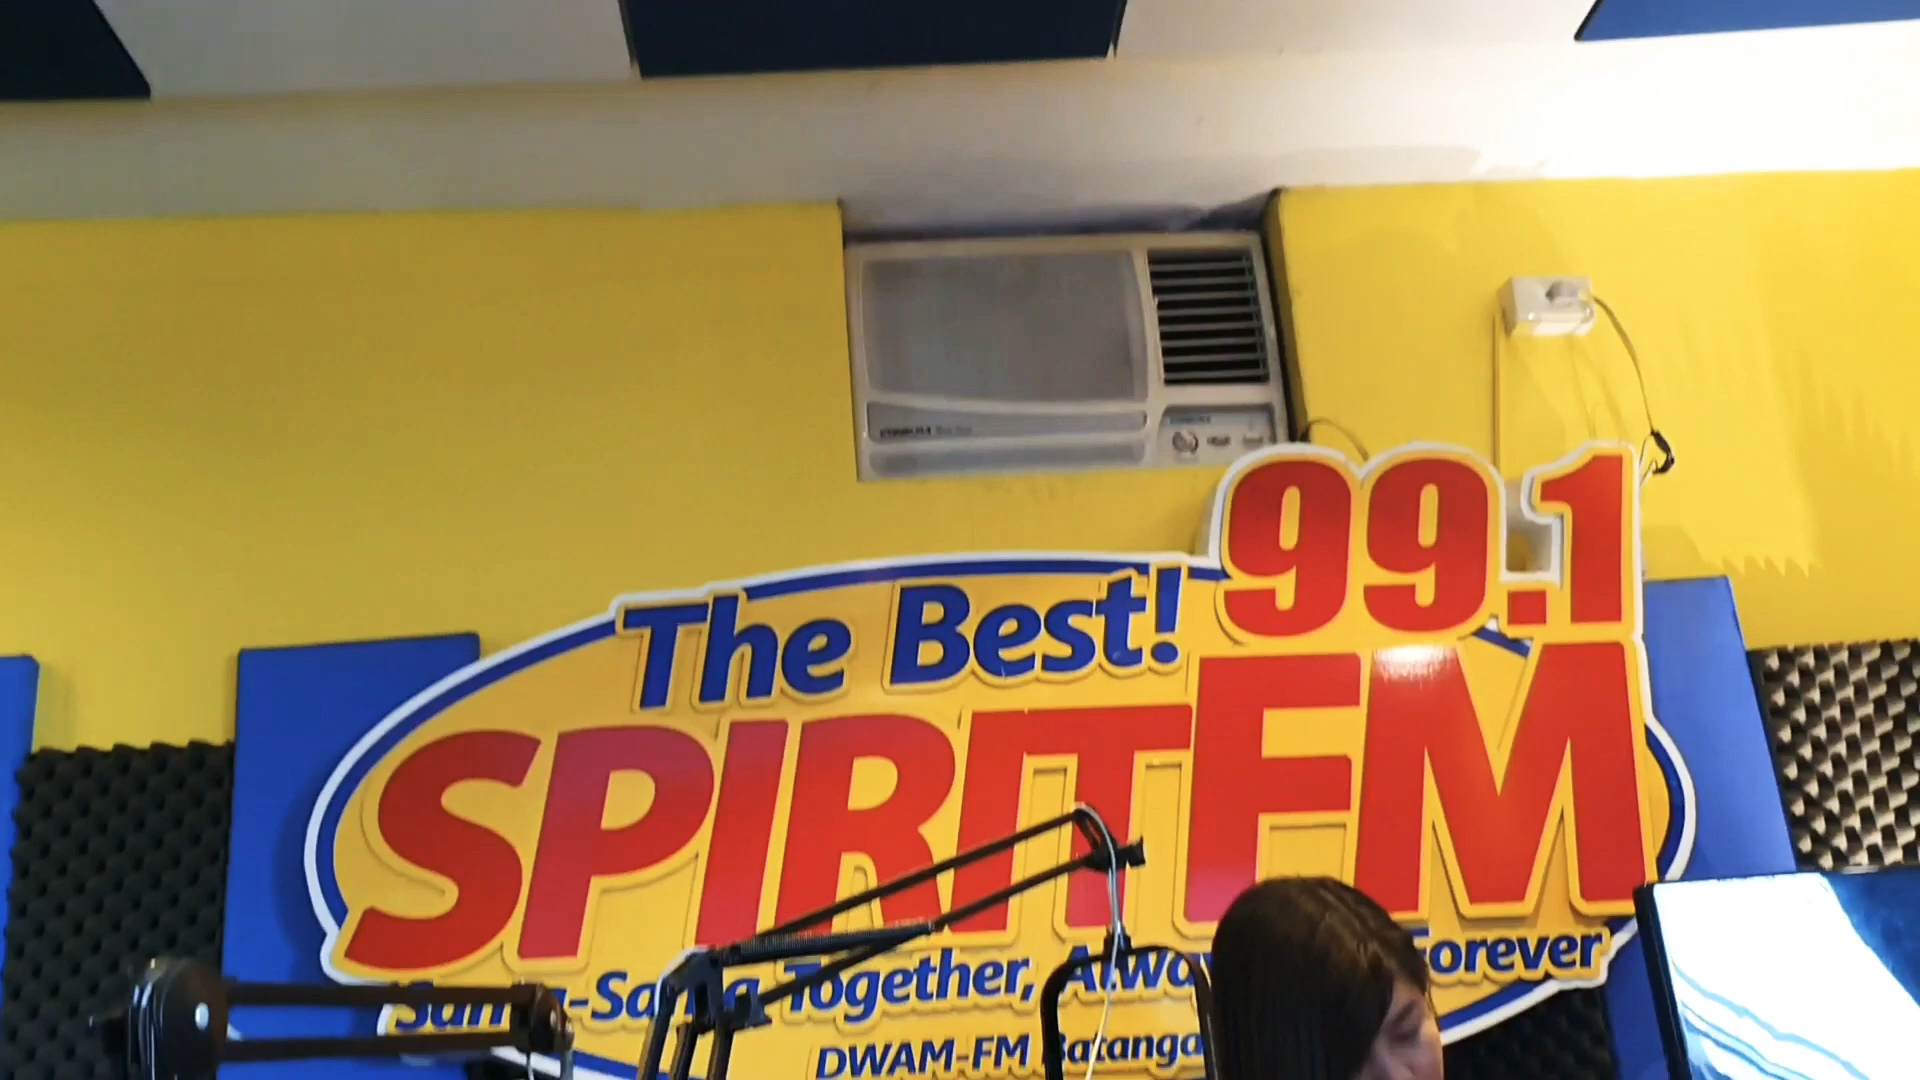 99.1
The Best!
SPIRIT FM
Together, Forever
DWAM-FM